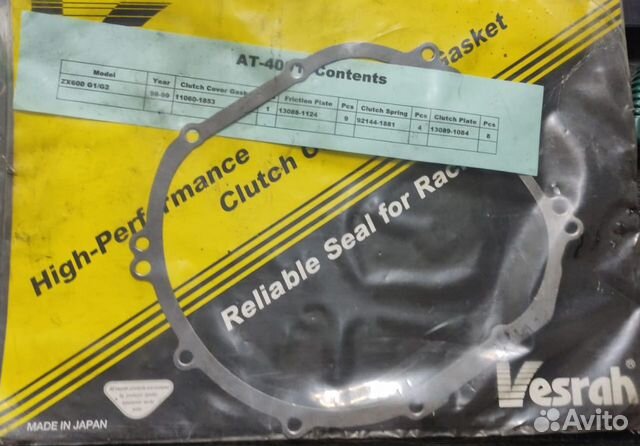 AT-40 Contents
Model Year Clutch Cover Gasket Friction Plate Pcs Clutch Spring Pcs Clutch Plate Pcs
ZX600 G1/G2 98-99 11060-1853 1 13088-1124 9 92144-1881 4 13089-1084 8
Gasket
High-Performance
Clutch
Reliable Seal for Rac
Vesrah®
MADE IN JAPAN
Avito